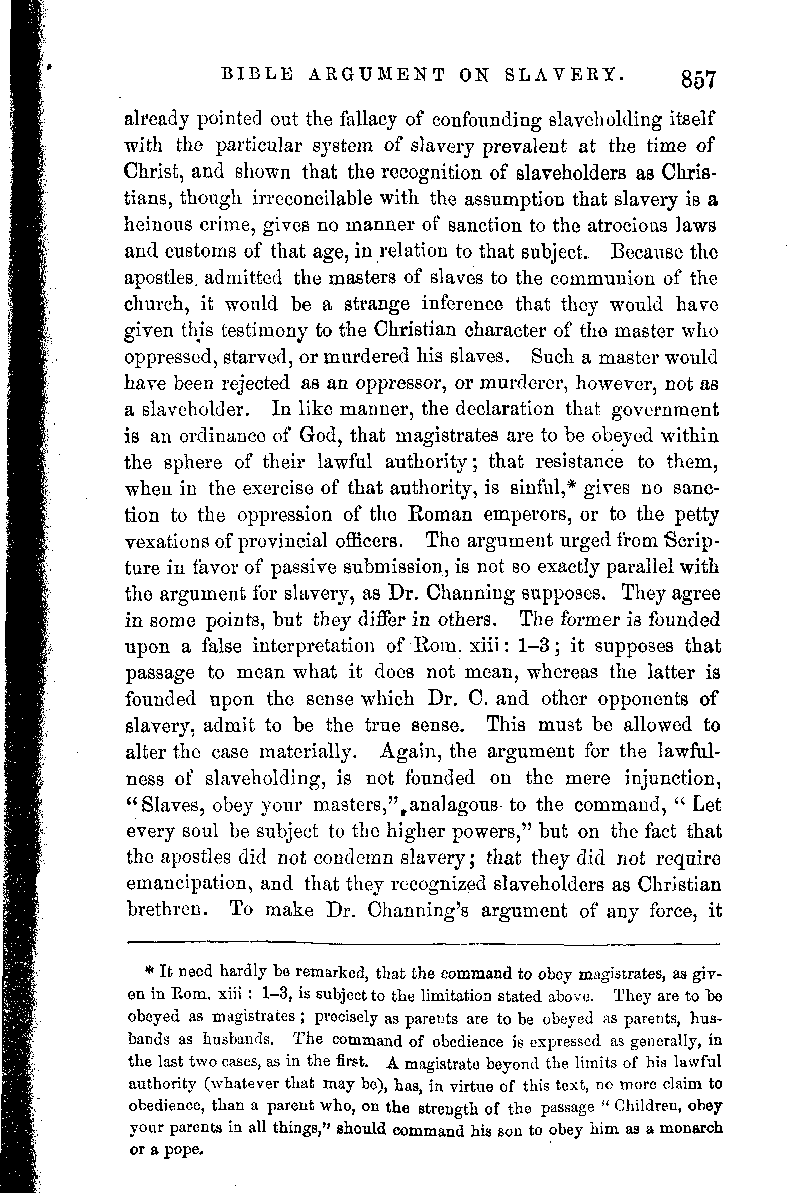 BIBLE ARGUMENT ON SLAVERY. 857
already pointed out the fallacy of confounding slaveholding itself
with the particular system of slavery prevalent at the time of
Christ, and shown that the recognition of slaveholders as Chris-
tians, though irreconcilable with the assumption that slavery is a
heinous crime, gives no manner of sanction to the atrocious laws
and customs of that age, in relation to that subject. Because the
apostles admitted the masters of slaves to the communion of the
church, it would be a strange inference that they would have
given this testimony to the Christian character of the master who
oppressed, starved, or murdered his slaves. Such a master would
have been rejected as an oppressor, or murderer, however, not as
a slaveholder. In like manner, the declaration that government
is an ordinance of God, that magistrates are to be obeyed within
the sphere of their lawful authority; that resistance to them,
when in the exercise of that authority, is sinful,* gives no sanc-
tion to the oppression of the Roman emperors, or to the petty
vexations of provincial officers. The argument urged from Scrip-
ture in favor of passive submission, is not so exactly parallel with
the argument for slavery, as Dr. Channing supposes. They agree
in some points, but they differ in others. The former is founded
upon a false interpretation of Rom. xiii: 1–3; it supposes that
passage to mean what it does not mean, whereas the latter is
founded upon the sense which Dr. C. and other opponents of
slavery, admit to be the true sense. This must be allowed to
alter the case materially. Again, the argument for the lawful-
ness of slaveholding, is not founded on the mere injunction,
"Slaves, obey your masters," analagous to the command, "Let
every soul be subject to the higher powers," but on the fact that
the apostles did not condemn slavery; that they did not require
emancipation, and that they recognized slaveholders as Christian
brethren. To make Dr. Channing's argument of any force, it
* It need hardly be remarked, that the command to obey magistrates, as giv-
en in Rom. xiii: 1–3, is subject to the limitation stated above. They are to be
obeyed as magistrates; precisely as parents are to be obeyed as parents, hus-
bands as husbands. The command of obedience is expressed as generally, in
the last two cases, as in the first. A magistrate beyond the limits of his lawful
authority (whatever that may be), has, in virtue of this text, no more claim to
obedience, than a parent who, on the strength of the passage "Children, obey
your parents in all things," should command his son to obey him as a monarch
or a pope.